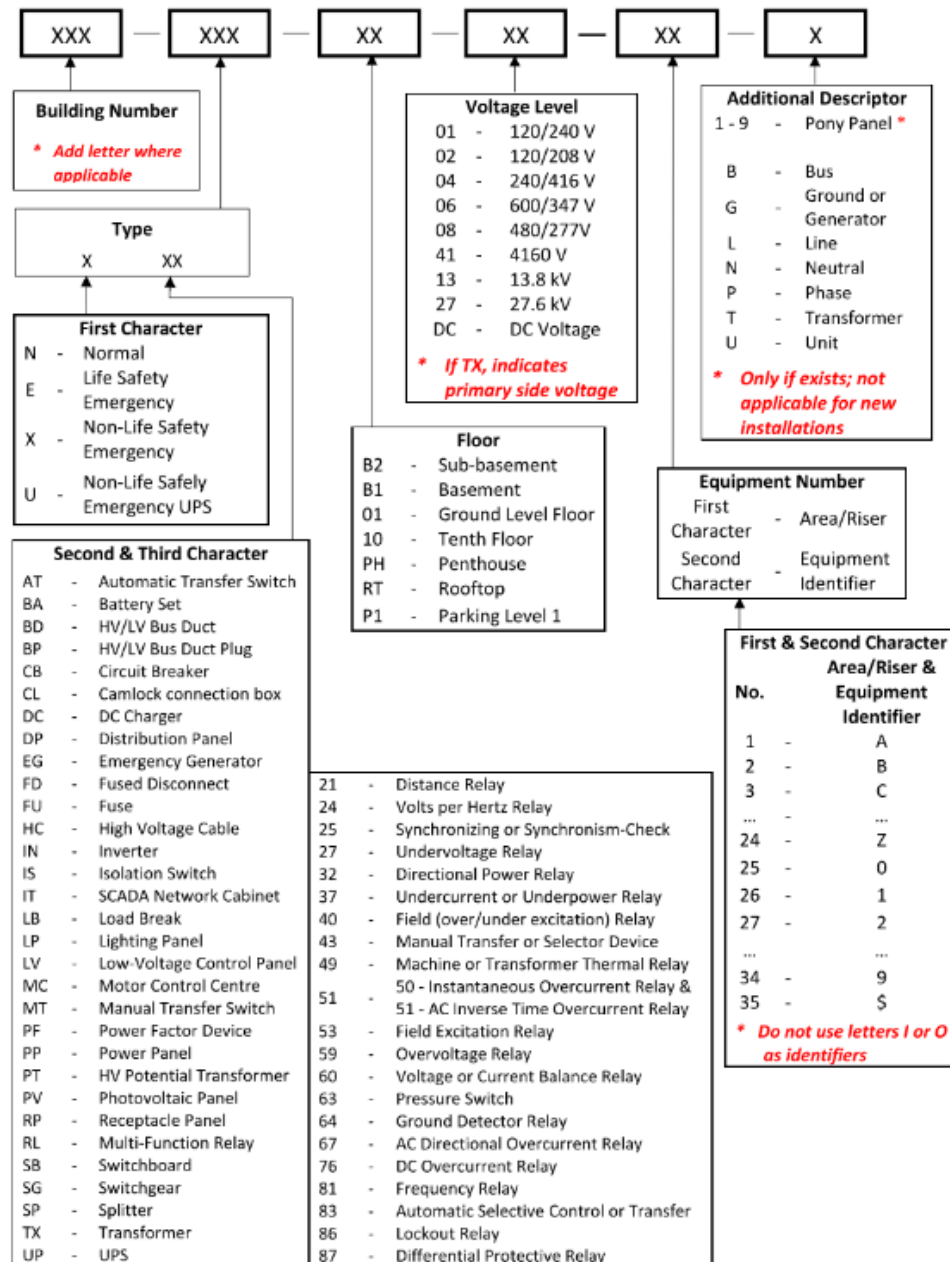 XXX — XXX — XX — XX — XX — X
Building Number
* Add letter where
applicable
Type
X XX
First Character
N - Normal
E - Life Safety
Emergency
X - Non-Life Safety
Emergency
U - Non-Life Safely
Emergency UPS
Second & Third Character
AT - Automatic Transfer Switch
BA - Battery Set
BD - HV/LV Bus Duct
BP - HV/LV Bus Duct Plug
CB - Circuit Breaker
CL - Camlock connection box
DC - DC Charger
DP - Distribution Panel
EG - Emergency Generator
FD - Fused Disconnect
FU - Fuse
HC - High Voltage Cable
IN - Inverter
IS - Isolation Switch
IT - SCADA Network Cabinet
LB - Load Break
LP - Lighting Panel
LV - Low-Voltage Control Panel
MC - Motor Control Centre
MT - Manual Transfer Switch
PF - Power Factor Device
PP - Power Panel
PT - HV Potential Transformer
PV - Photovoltaic Panel
RP - Receptacle Panel
RL - Multi-Function Relay
SB - Switchboard
SG - Switchgear
SP - Splitter
TX - Transformer
UP - UPS
21 - Distance Relay
24 - Volts per Hertz Relay
25 - Synchronizing or Synchronism-Check
27 - Undervoltage Relay
32 - Directional Power Relay
37 - Undercurrent or Underpower Relay
40 - Field (over/under excitation) Relay
43 - Manual Transfer or Selector Device
49 - Machine or Transformer Thermal Relay
51 - 50 - Instantaneous Overcurrent Relay &
51 - AC Inverse Time Overcurrent Relay
53 - Field Excitation Relay
59 - Overvoltage Relay
60 - Voltage or Current Balance Relay
63 - Pressure Switch
64 - Ground Detector Relay
67 - AC Directional Overcurrent Relay
76 - DC Overcurrent Relay
81 - Frequency Relay
83 - Automatic Selective Control or Transfer
86 - Lockout Relay
87 - Differential Protective Relay
Floor
B2 - Sub-basement
B1 - Basement
01 - Ground Level Floor
10 - Tenth Floor
PH - Penthouse
RT - Rooftop
P1 - Parking Level 1
Voltage Level
01 - 120/240 V
02 - 120/208 V
04 - 240/416 V
06 - 600/347 V
08 - 480/277V
41 - 4160 V
13 - 13.8 kV
27 - 27.6 kV
DC - DC Voltage
* If TX, indicates
primary side voltage
Equipment Number
First
Character - Area/Riser
Second
Character - Equipment
Identifier
First & Second Character
No. Area/Riser &
Equipment
Identifier
1 - A
2 - B
3 - C
... - ...
24 - Z
25 - 0
26 - 1
27 - 2
... ...
34 - 9
35 - $
* Do not use letters I or O
as identifiers
Additional Descriptor
1 - 9 - Pony Panel *
B - Bus
G - Ground or
Generator
L - Line
N - Neutral
P - Phase
T - Transformer
U - Unit
* Only if exists; not
applicable for new
installations